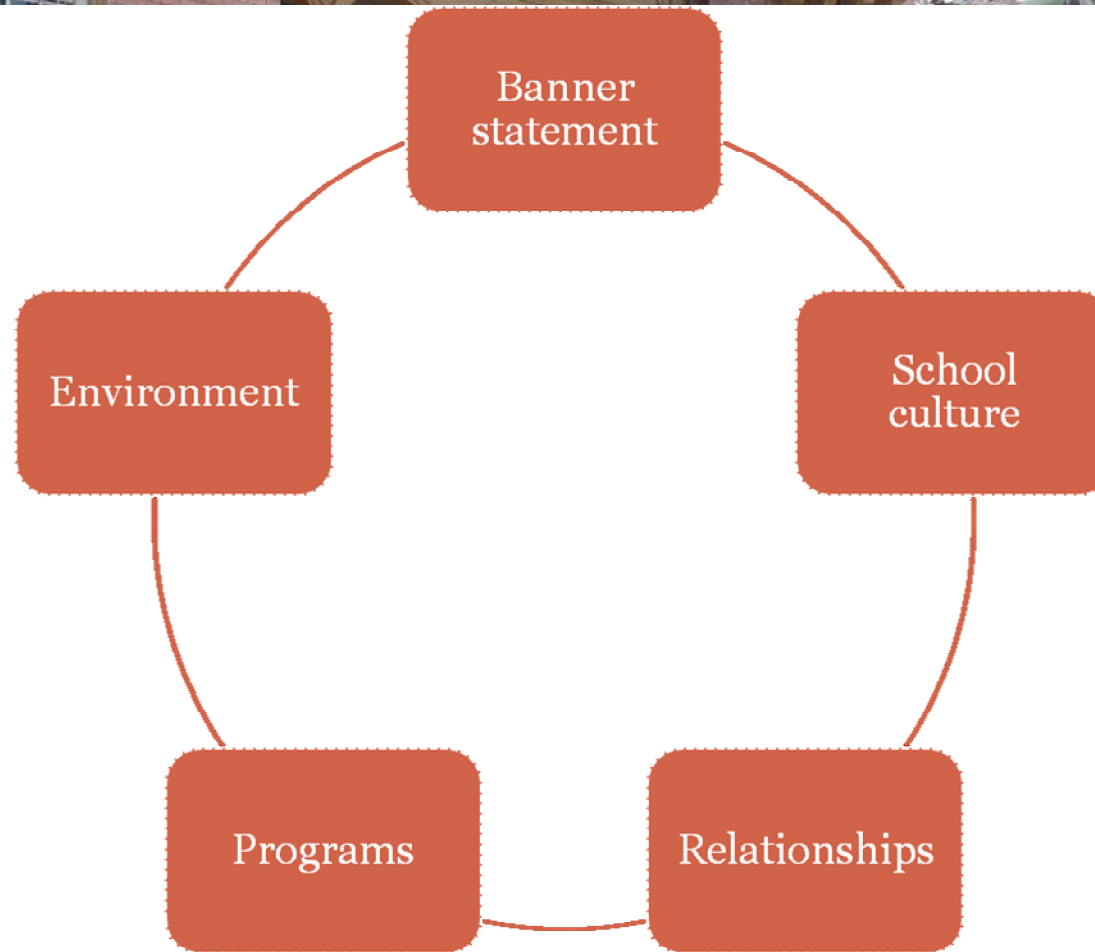 Banner
statement
School
culture
Relationships
Programs
Environment